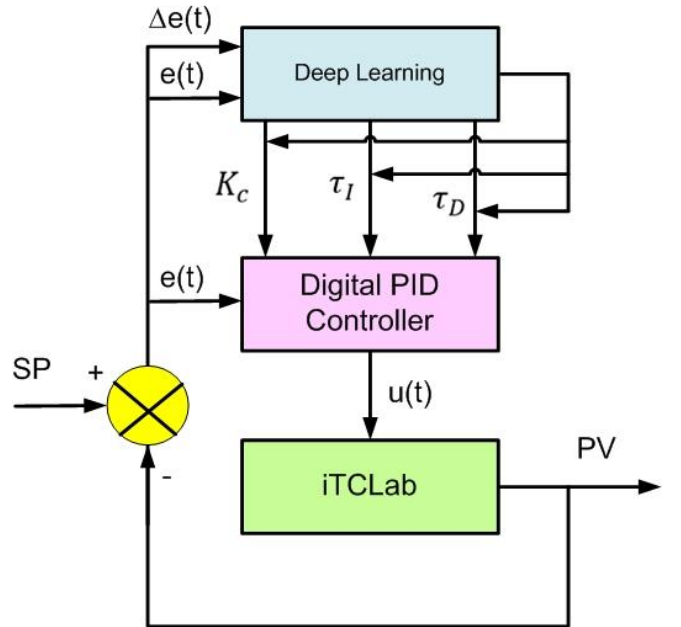 Δe(t)
e(t)
Deep Learning
K_c
τ_I
τ_D
e(t)
Digital PID
Controller
SP
+
-
u(t)
iTCLab
PV